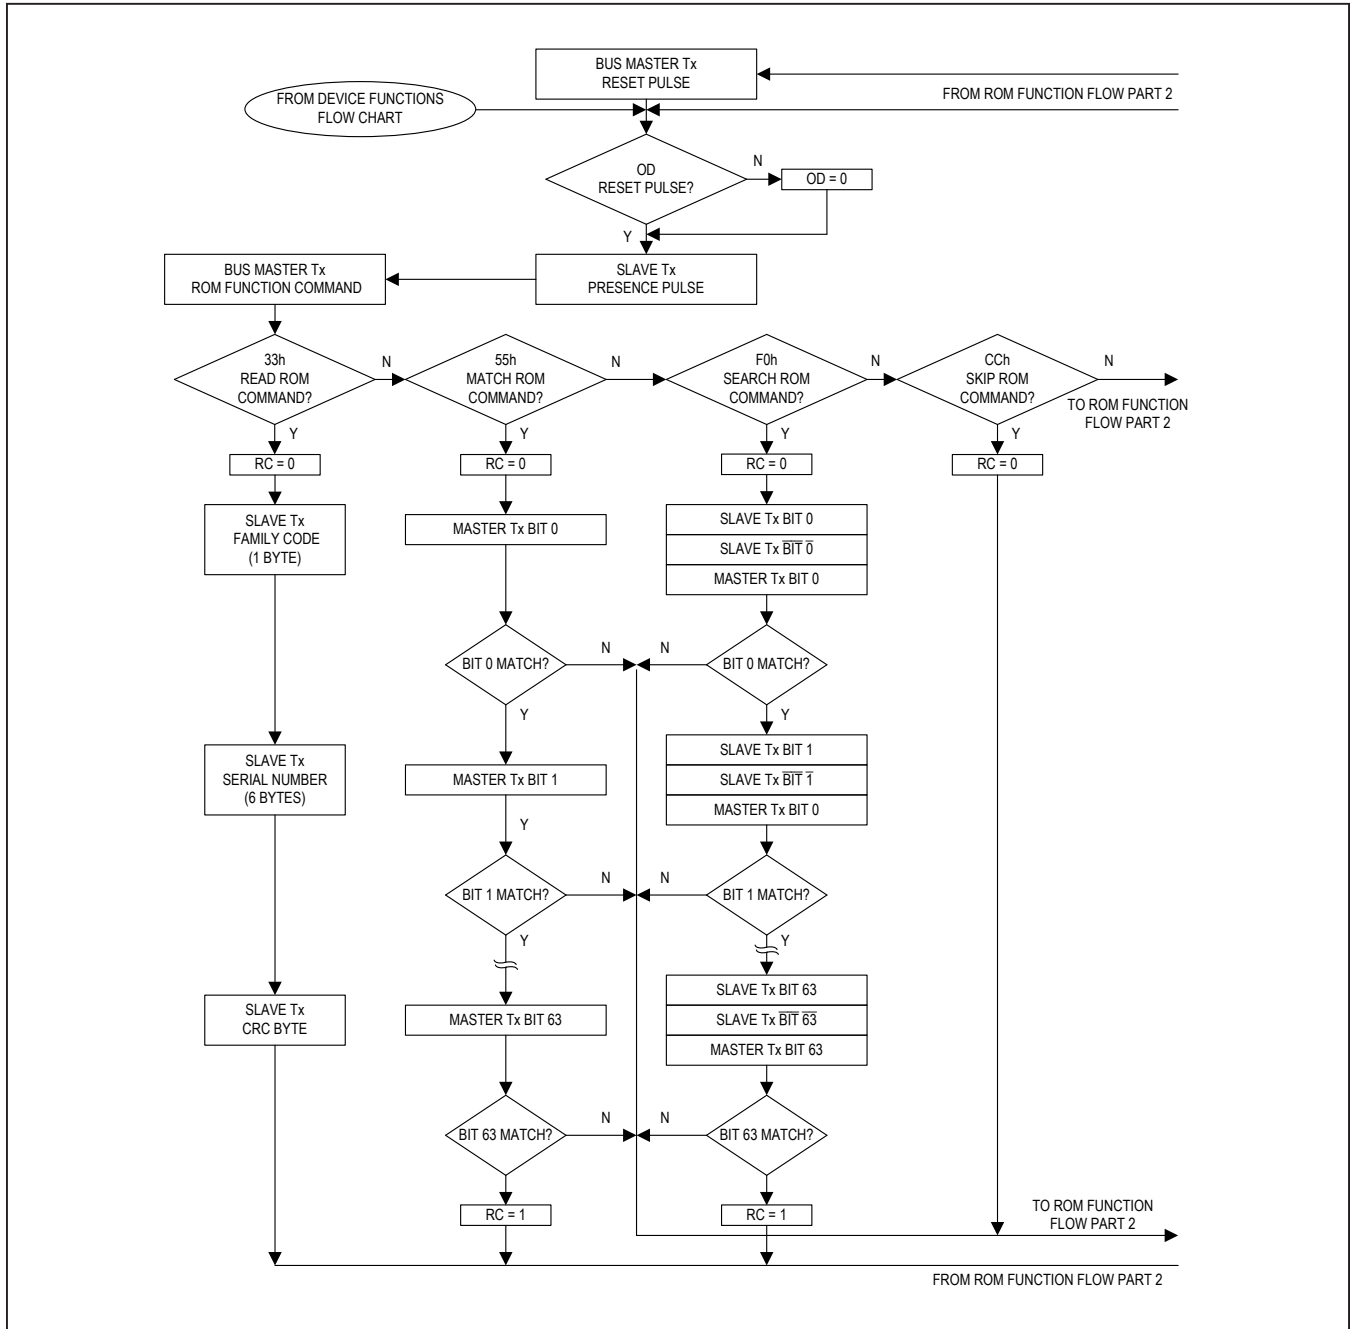 BUS MASTER Tx
RESET PULSE
FROM ROM FUNCTION FLOW PART 2
FROM DEVICE FUNCTIONS
FLOW CHART
OD
RESET PULSE?
N
OD = 0
Y
BUS MASTER Tx
ROM FUNCTION COMMAND
SLAVE Tx
PRESENCE PULSE
33h
READ ROM
COMMAND?
N
55h
MATCH ROM
COMMAND?
N
F0h
SEARCH ROM
COMMAND?
N
CCh
SKIP ROM
COMMAND?
N
TO ROM FUNCTION
FLOW PART 2
Y
Y
Y
Y
RC = 0
RC = 0
RC = 0
RC = 0
SLAVE Tx
FAMILY CODE
(1 BYTE)
MASTER Tx BIT 0
SLAVE Tx BIT 0
SLAVE Tx B̅I̅T̅ 0̅
MASTER Tx BIT 0
BIT 0 MATCH?
N
N
BIT 0 MATCH?
Y
Y
SLAVE Tx
SERIAL NUMBER
(6 BYTES)
MASTER Tx BIT 1
SLAVE Tx BIT 1
SLAVE Tx B̅I̅T̅ 1̅
MASTER Tx BIT 0
Y
BIT 1 MATCH?
N
N
BIT 1 MATCH?
Y
Y
SLAVE Tx
CRC BYTE
MASTER Tx BIT 63
SLAVE Tx BIT 63
SLAVE Tx B̅I̅T̅ 6̅3̅
MASTER Tx BIT 63
BIT 63 MATCH?
N
N
BIT 63 MATCH?
Y
Y
RC = 1
RC = 1
TO ROM FUNCTION
FLOW PART 2
FROM ROM FUNCTION FLOW PART 2